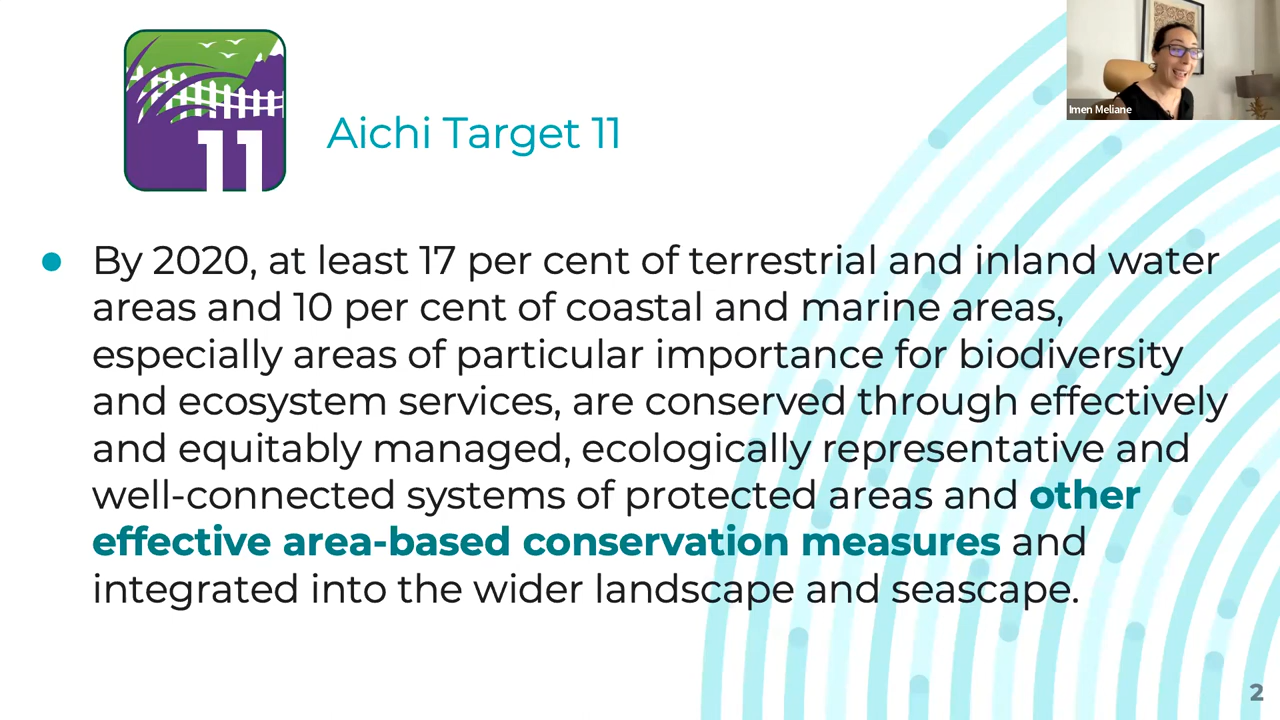 Imen Meliane
11
Aichi Target 11
By 2020, at least 17 per cent of terrestrial and inland water
areas and 10 per cent of coastal and marine areas,
especially areas of particular importance for biodiversity
and ecosystem services, are conserved through effectively
and equitably managed, ecologically representative and
well-connected systems of protected areas and other
effective area-based conservation measures and
integrated into the wider landscape and seascape.
2